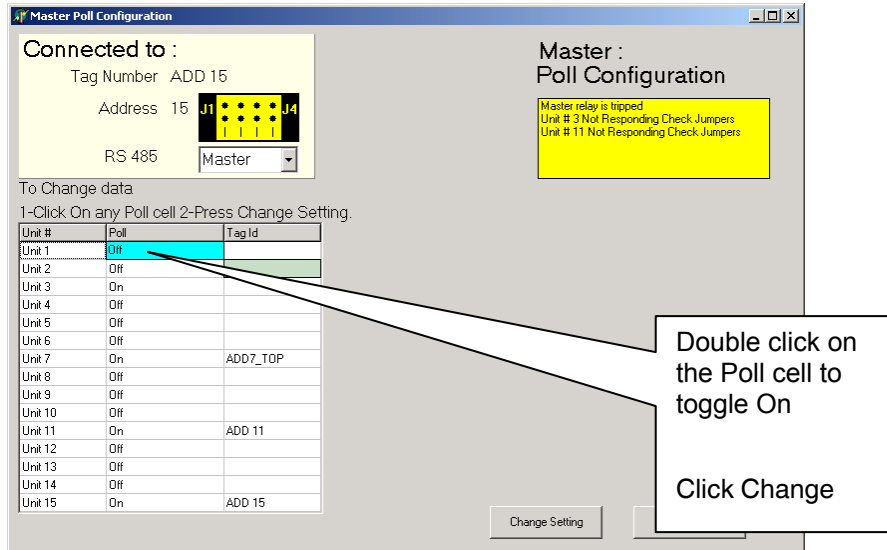 Master Poll Configuration
Connected to :
Tag Number ADD 15
Address 15 J1 J4
RS 485 Master
Master :
Poll Configuration
Master relay is tripped
Unit # 3 Not Responding Check Jumpers
Unit # 11 Not Responding Check Jumpers
To Change data
1-Click On any Poll cell 2-Press Change Setting.
Unit # Poll Tag Id
Unit 1 Off
Unit 2 Off
Unit 3 On
Unit 4 Off
Unit 5 Off
Unit 6 Off
Unit 7 On ADD7_TOP
Unit 8 Off
Unit 9 Off
Unit 10 Off
Unit 11 On ADD 11
Unit 12 Off
Unit 13 Off
Unit 14 Off
Unit 15 On ADD 15
Double click on
the Poll cell to
toggle On
Click Change
Change Setting